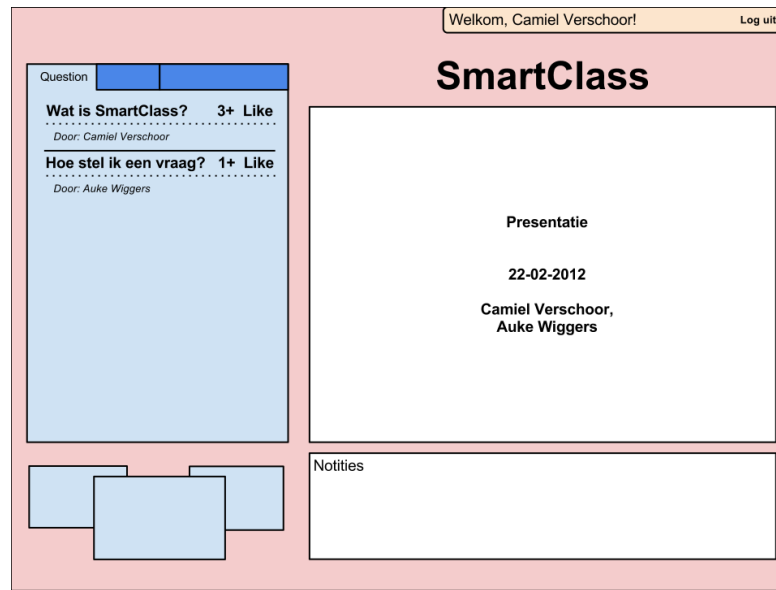 Welkom, Camiel Verschoor! Log uit
SmartClass
Question
Wat is SmartClass? 3+ Like
Door: Camiel Verschoor
Hoe stel ik een vraag? 1+ Like
Door: Auke Wiggers
Presentatie
22-02-2012
Camiel Verschoor,
Auke Wiggers
Notities